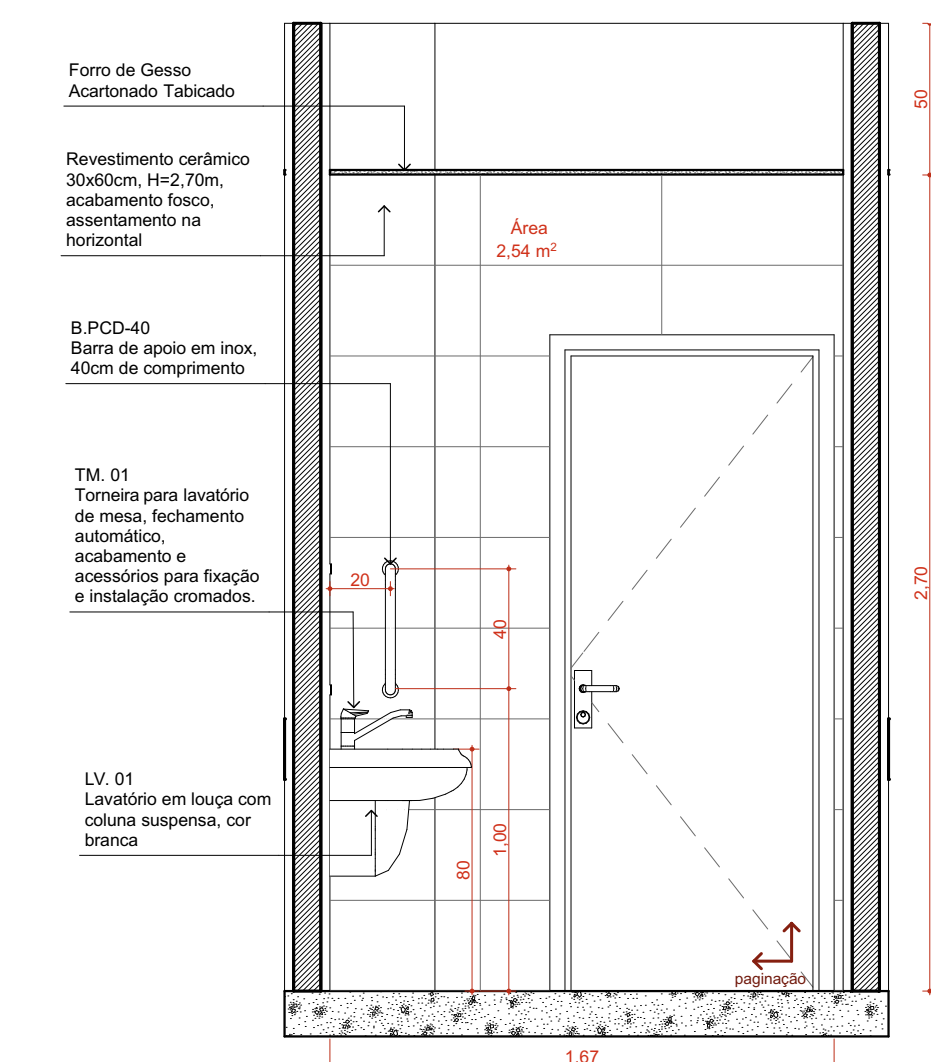 Forro de Gesso
Acartonado Tabicado
Revestimento cerâmico
30x60cm, H=2,70m,
acabamento fosco,
assentamento na
horizontal
B.PCD-40
Barra de apoio em inox,
40cm de comprimento
TM. 01
Torneira para lavatório
de mesa, fechamento
automático,
acabamento e
acessórios para fixação
e instalação cromados.
LV. 01
Lavatório em louça com
coluna suspensa, cor
branca
Área
2,54 m²
20
40
1,00
80
paginação
50
2,70
1,67